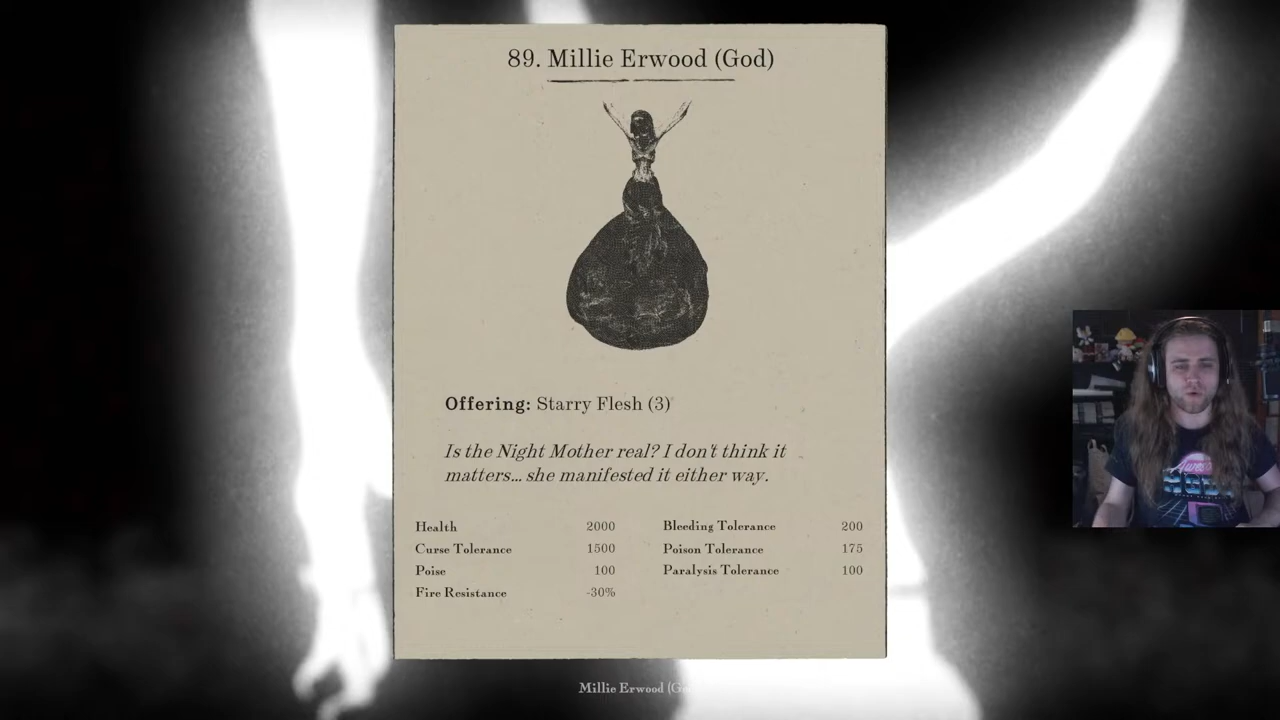 89. Millie Erwood (God)
Offering: Starry Flesh (3)
Is the Night Mother real? I don't think it
matters... she manifested it either way.
Health 2000
Curse Tolerance 1500
Poise 100
Fire Resistance -30%
Bleeding Tolerance 200
Poison Tolerance 175
Paralysis Tolerance 100
Millie Erwood